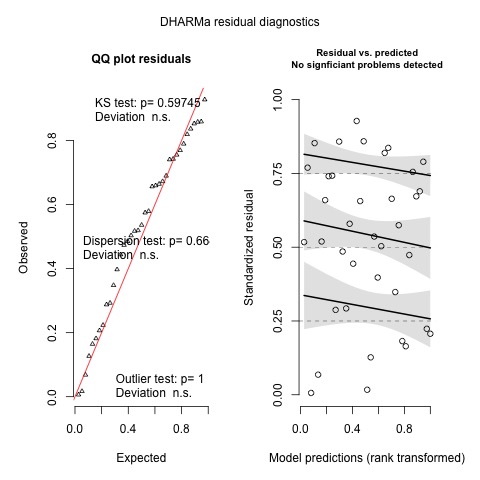 DHARMa residual diagnostics
QQ plot residuals
KS test: p= 0.59745
Deviation n.s.
Dispersion test: p= 0.66
Deviation n.s.
Outlier test: p= 1
Deviation n.s.
Observed
0.0
0.2
0.4
0.6
0.8
0.0
0.4
0.8
Expected
Residual vs. predicted
No signficiant problems detected
Standardized residual
0.00
0.25
0.50
0.75
1.00
0.0
0.4
0.8
Model predictions (rank transformed)